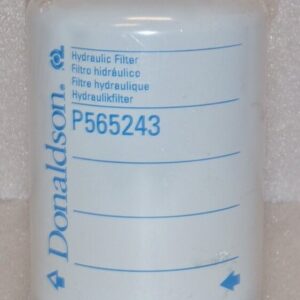 Donaldson.
Hydraulic Filter
Filtro hidráulico
Filtre hydraulique
Hydraulikfilter
P565243